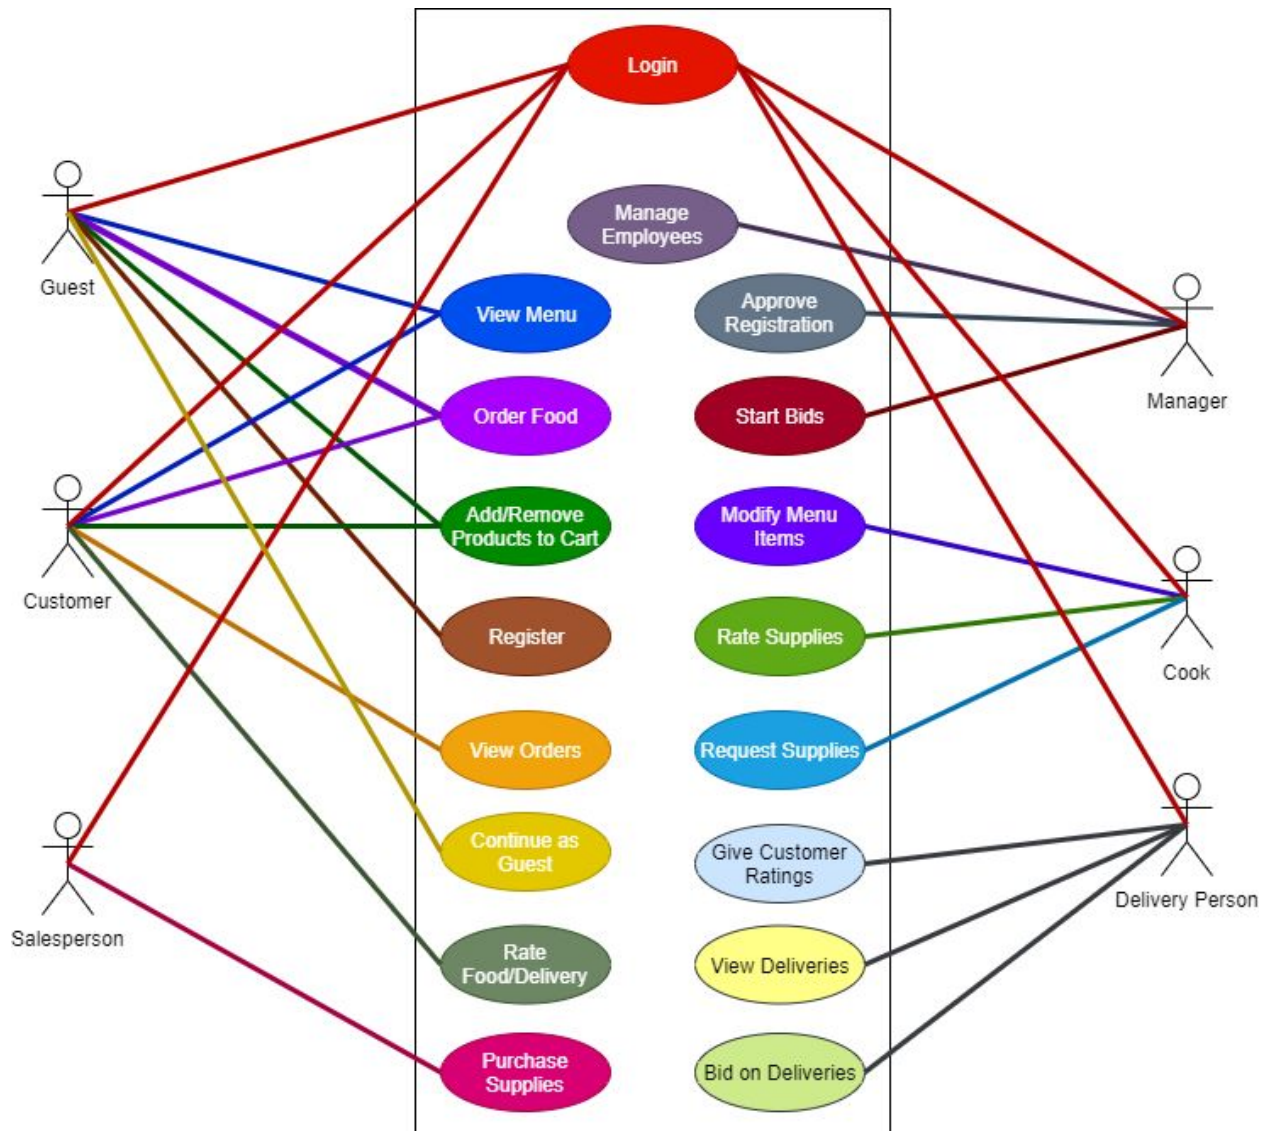 Login
Manage
Employees
Guest
View Menu
Approve
Registration
Manager
Order Food
Start Bids
Add/Remove
Products to Cart
Modify Menu
Items
Customer
Register
Rate Supplies
Cook
View Orders
Request Supplies
Continue as
Guest
Give Customer
Ratings
Delivery Person
Salesperson
Rate
Food/Delivery
View Deliveries
Purchase
Supplies
Bid on Deliveries